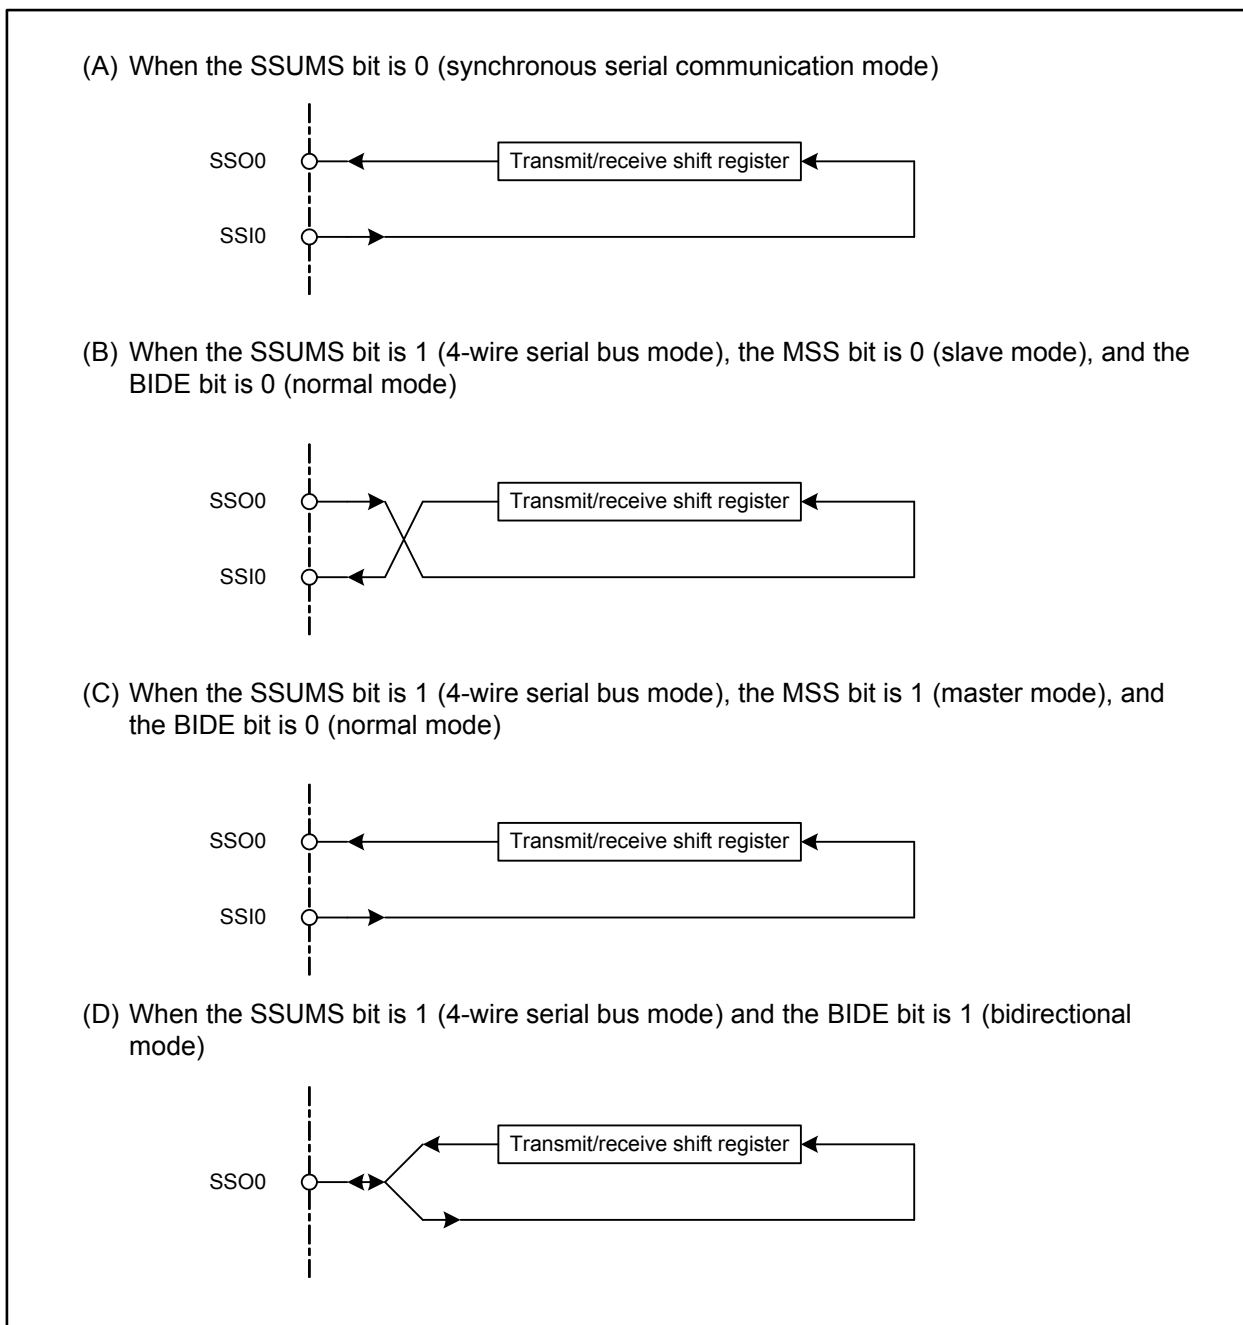 (A) When the SSUMS bit is 0 (synchronous serial communication mode)
SSO0
Transmit/receive shift register
SSI0
(B) When the SSUMS bit is 1 (4-wire serial bus mode), the MSS bit is 0 (slave mode), and the
BIDE bit is 0 (normal mode)
SSO0
Transmit/receive shift register
SSI0
(C) When the SSUMS bit is 1 (4-wire serial bus mode), the MSS bit is 1 (master mode), and
the BIDE bit is 0 (normal mode)
SSO0
Transmit/receive shift register
SSI0
(D) When the SSUMS bit is 1 (4-wire serial bus mode) and the BIDE bit is 1 (bidirectional
mode)
Transmit/receive shift register
SSO0